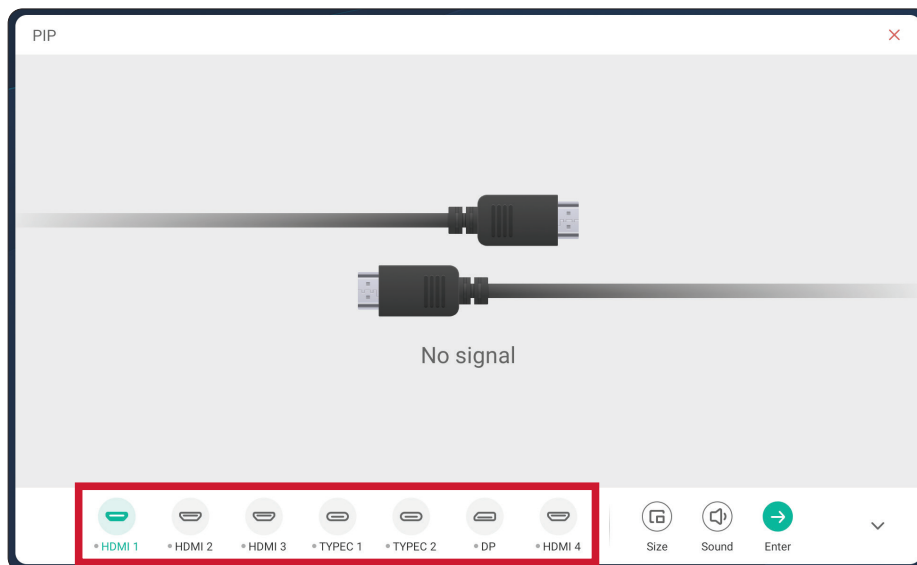 PIP
No signal
HDMI 1 HDMI 2 HDMI 3 TYPEC 1 TYPEC 2 DP HDMI 4 Size Sound Enter